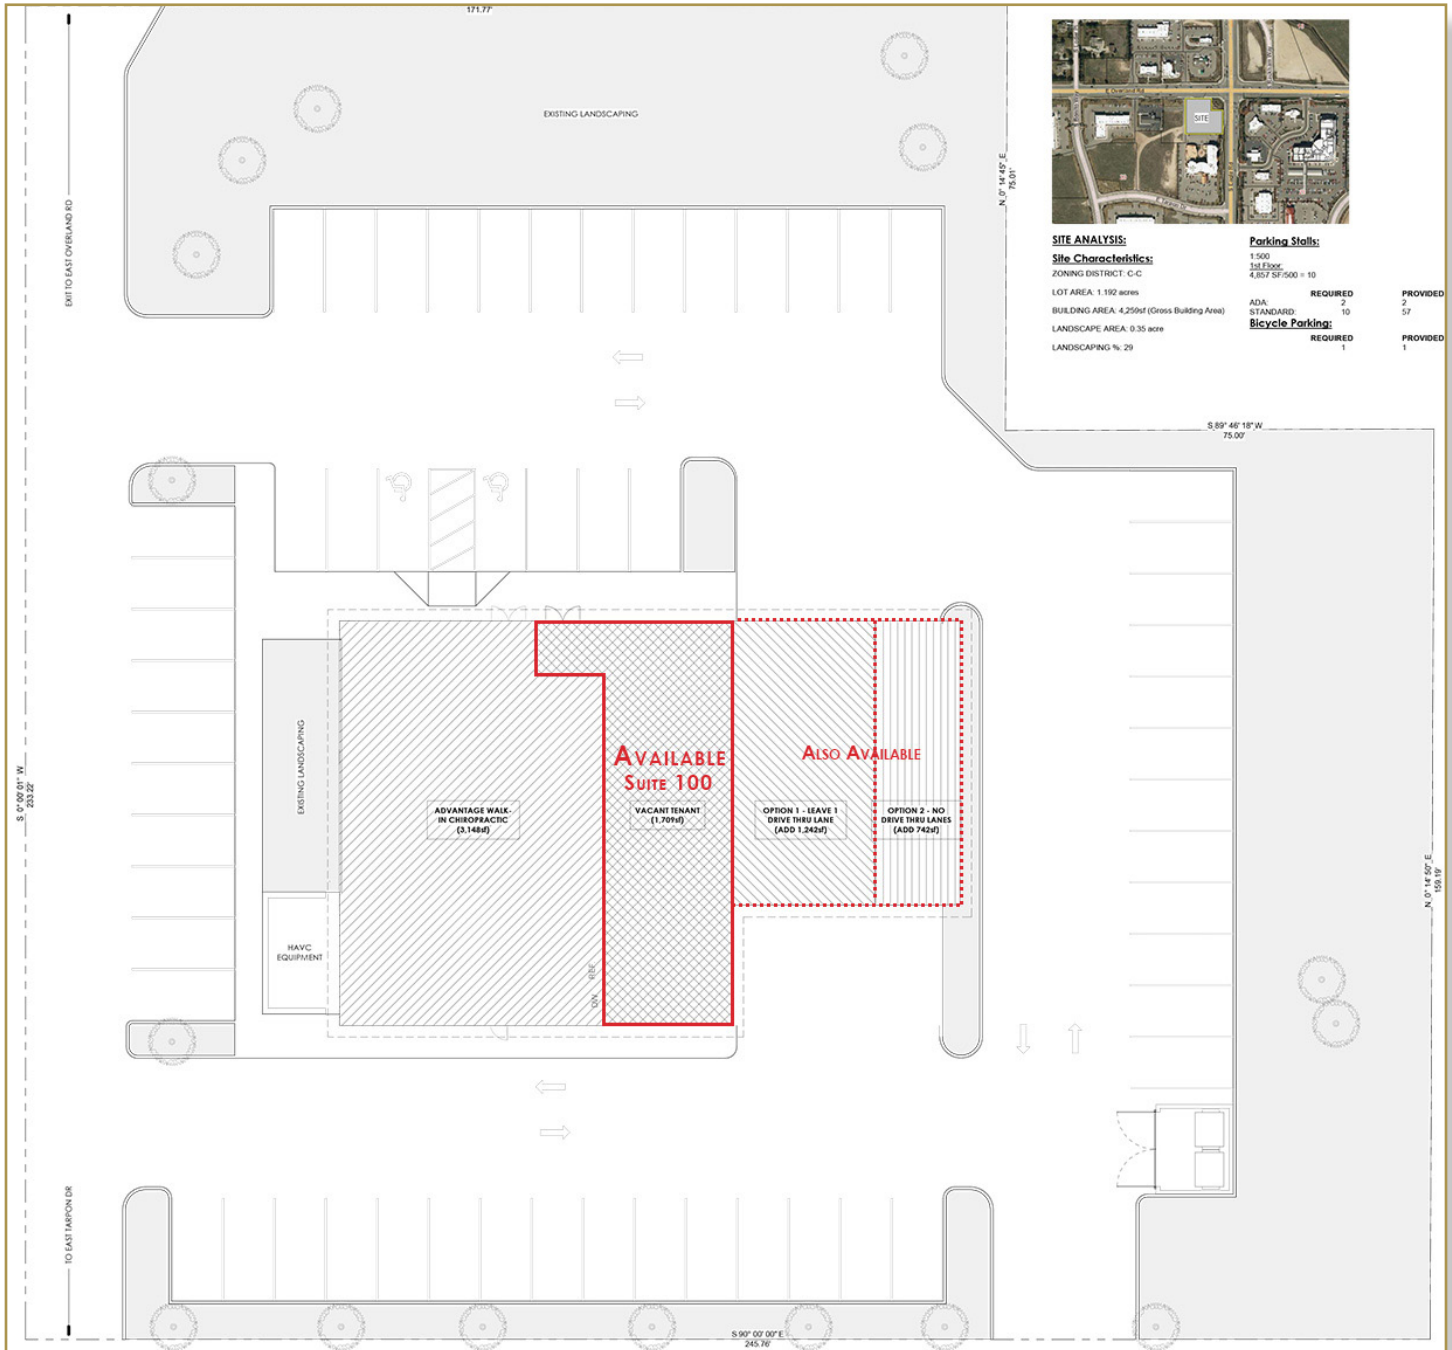 171.77'
EXISTING LANDSCAPING
EXIT TO EAST OVERLAND RD
N 0° 14' 45" E
75.01'
E Overland Rd
SITE
SITE ANALYSIS:
Site Characteristics:
ZONING DISTRICT: C-C
LOT AREA: 1.192 acres
BUILDING AREA: 4,259sf (Gross Building Area)
LANDSCAPE AREA: 0.35 acre
LANDSCAPING %: 29
Parking Stalls:
1:500
1st Floor:
4,857 SF/500 = 10
REQUIRED PROVIDED
ADA: 2 2
STANDARD: 10 57
Bicycle Parking:
REQUIRED PROVIDED
1 1
S 89° 46' 18" W
75.00'
EXISTING LANDSCAPING
AVAILABLE
SUITE 100
ALSO AVAILABLE
ADVANTAGE WALK-
IN CHIROPRACTIC
(3,148sf)
VACANT TENANT
(1,709sf)
OPTION 1 - LEAVE 1
DRIVE THRU LANE
(ADD 1,242sf)
OPTION 2 - NO
DRIVE THRU LANES
(ADD 742sf)
S 0° 00' 01" W
233.22'
N 0° 14' 50" E
159.19'
HAVC
EQUIPMENT
REF
DW
TO EAST TARPON DR
S 90° 00' 00" E
245.76'